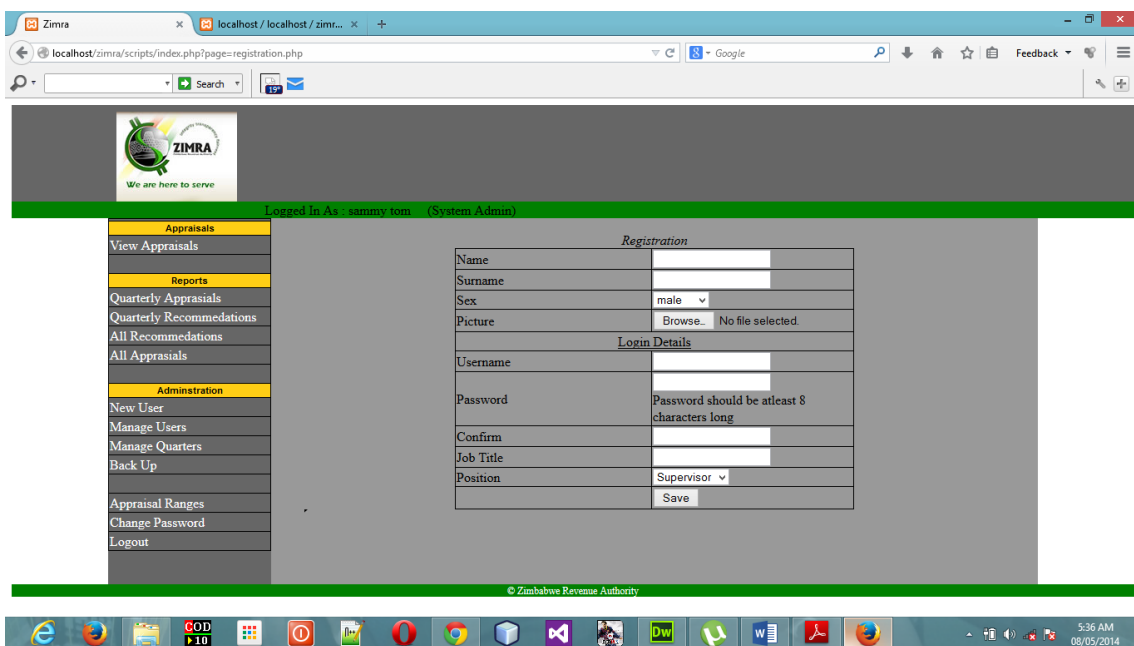 Zimra
localhost / localhost / zimr...
localhost/zimra/scripts/index.php?page=registration.php
Google
Feedback
Search
19°
ZIMRA
We are here to serve
Logged In As : sammy tom (System Admin)
Appraisals
View Appraisals
Reports
Quarterly Apprasials
Quarterly Recommedations
All Recommedations
All Apprasials
Adminstration
New User
Manage Users
Manage Quarters
Back Up
Appraisal Ranges
Change Password
Logout
Registration
Name
Surname
Sex male
Picture Browse... No file selected.
Login Details
Username
Password
Password should be atleast 8
characters long
Confirm
Job Title
Position Supervisor
Save
© Zimbabwe Revenue Authority
COD
10
Dw
5:36 AM
08/05/2014